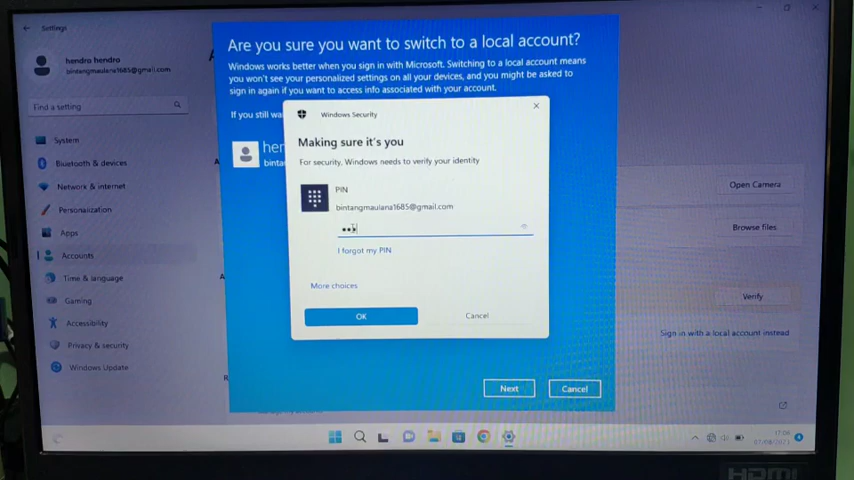 Settings
hendro hendro
bintangmaulana1685@gmail.com
Find a setting
System
Bluetooth & devices
Network & internet
Personalization
Apps
Accounts
Time & language
Gaming
Accessibility
Privacy & security
Windows Update
Are you sure you want to switch to a local account?
Windows works better when you sign in with Microsoft. Switching to a local account means
you won't see your personalized settings on all your devices, and you might be asked to
sign in again if you want to access info associated with your account.
If you still wa
hen
binta
Windows Security
Making sure it's you
For security, Windows needs to verify your identity
PIN
bintangmaulana1685@gmail.com
I forgot my PIN
More choices
OK
Cancel
Next
Cancel
Open Camera
Browse files
Verify
Sign in with a local account instead
17:06
07/08/2023
HDMI